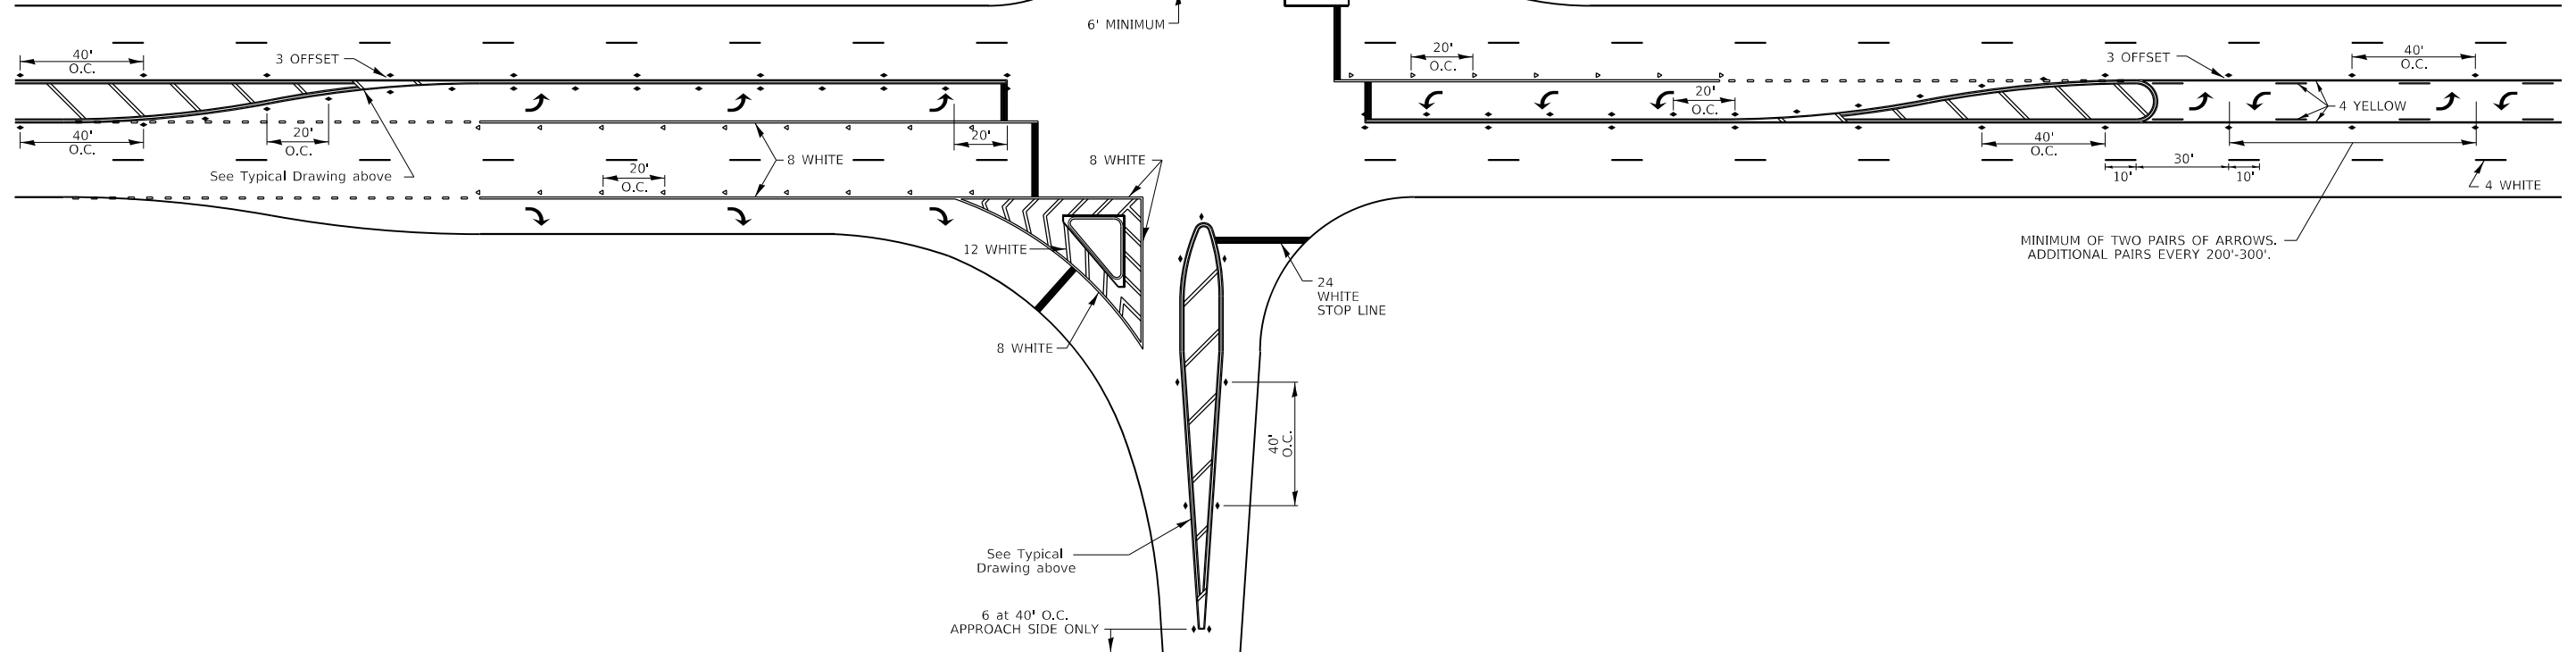 6' MINIMUM
40'
O.C.
3 OFFSET
20'
O.C.
3 OFFSET
40'
O.C.
40'
O.C.
20'
O.C.
See Typical Drawing above
20'
O.C.
8 WHITE
20'
8 WHITE
20'
O.C.
40'
O.C.
4 YELLOW
10'
30'
10'
4 WHITE
12 WHITE
MINIMUM OF TWO PAIRS OF ARROWS.
ADDITIONAL PAIRS EVERY 200'-300'.
24
WHITE
STOP LINE
8 WHITE
40'
O.C.
See Typical
Drawing above
6 at 40' O.C.
APPROACH SIDE ONLY